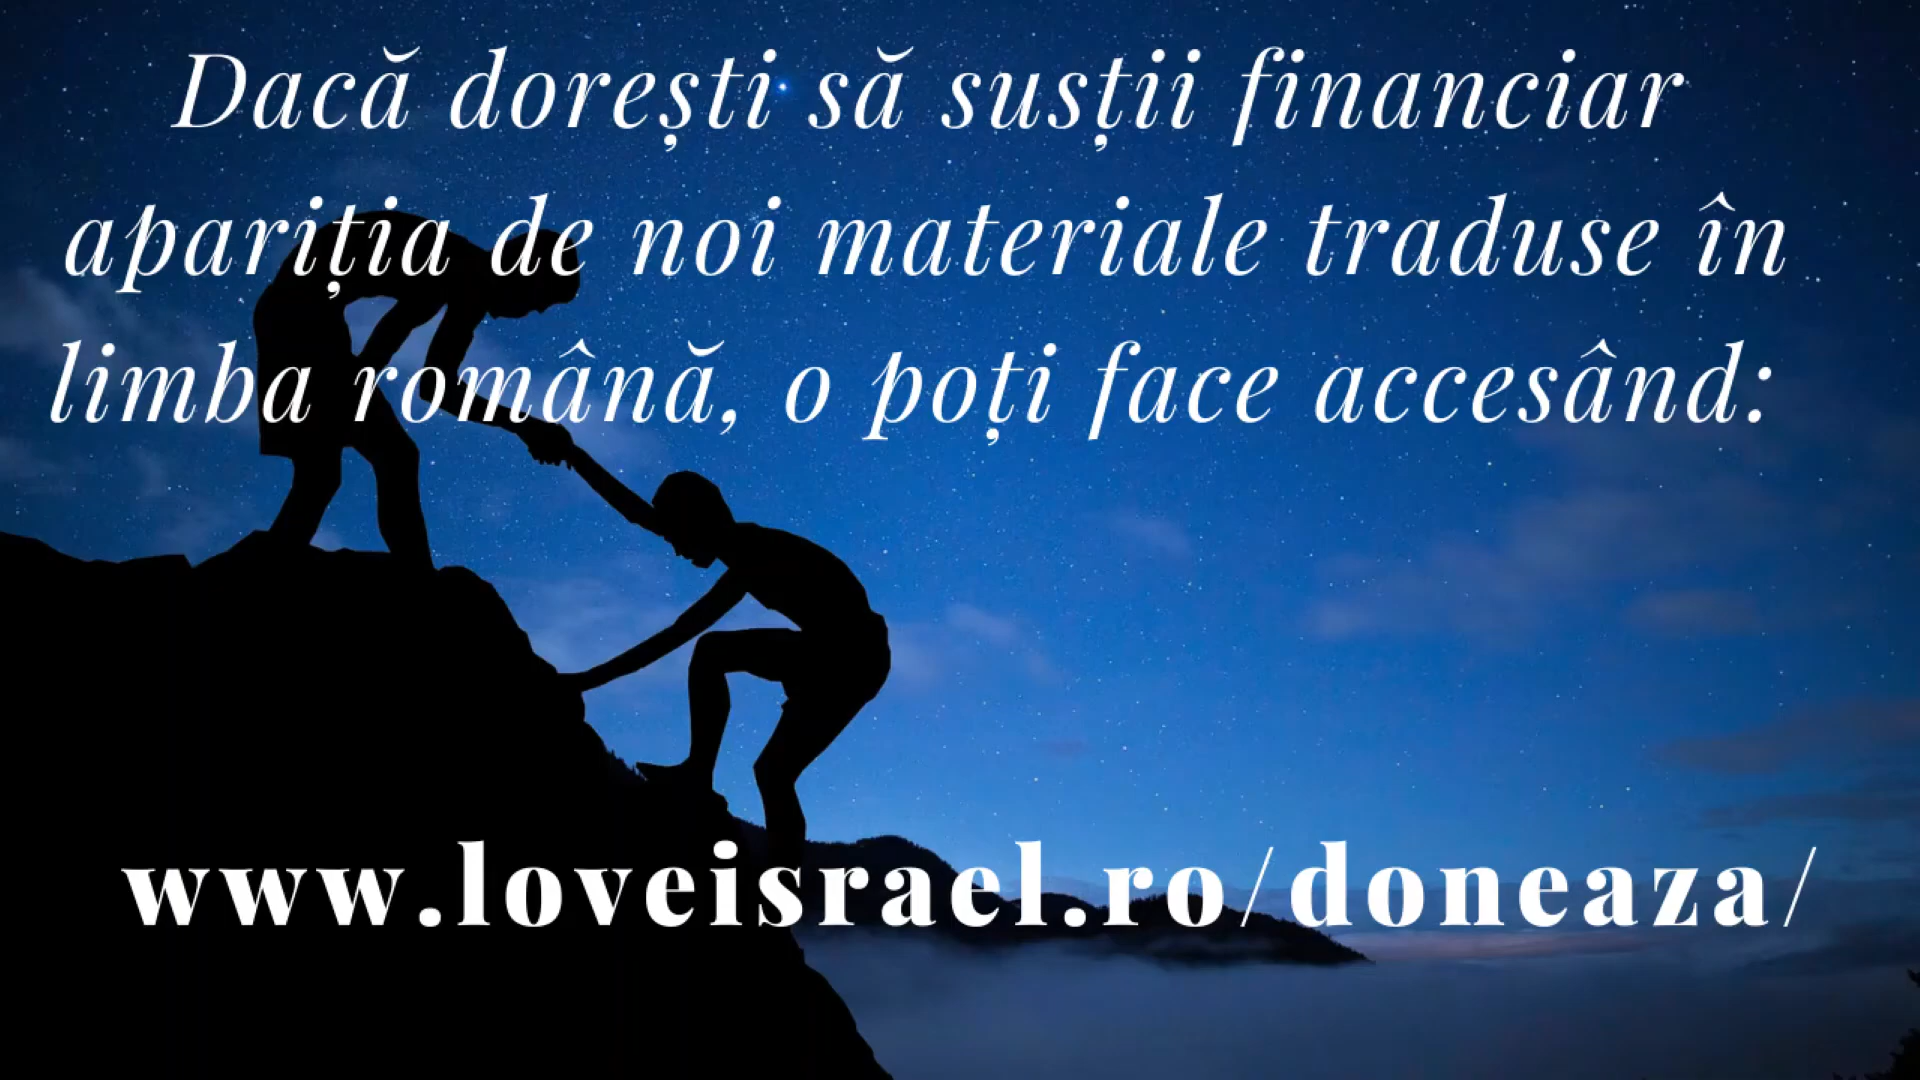 Dacă dorești să susții financiar
apariția de noi materiale traduse în
limba română, o poți face accesând:
www.loveisrael.ro/doneaza/